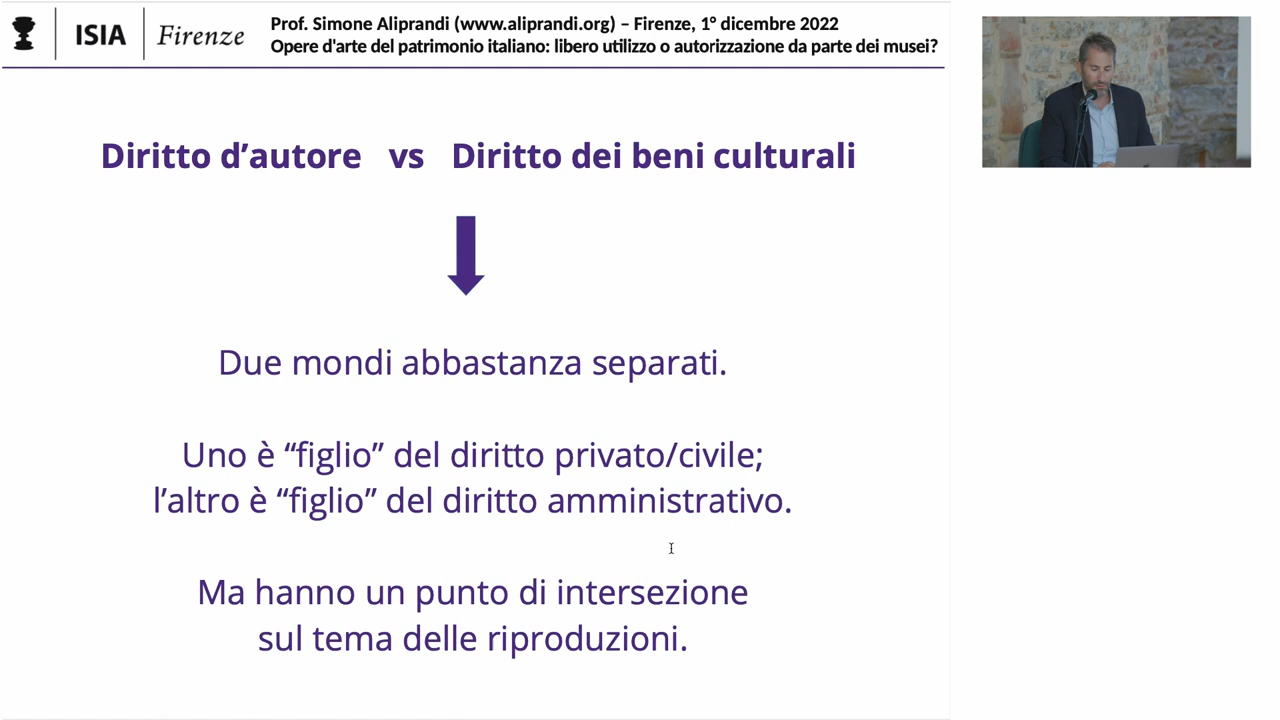 ISIA Firenze
Prof. Simone Aliprandi (www.aliprandi.org) – Firenze, 1° dicembre 2022
Opere d'arte del patrimonio italiano: libero utilizzo o autorizzazione da parte dei musei?
Diritto d’autore vs Diritto dei beni culturali
Due mondi abbastanza separati.
Uno è “figlio” del diritto privato/civile;
l’altro è “figlio” del diritto amministrativo.
Ma hanno un punto di intersezione
sul tema delle riproduzioni.